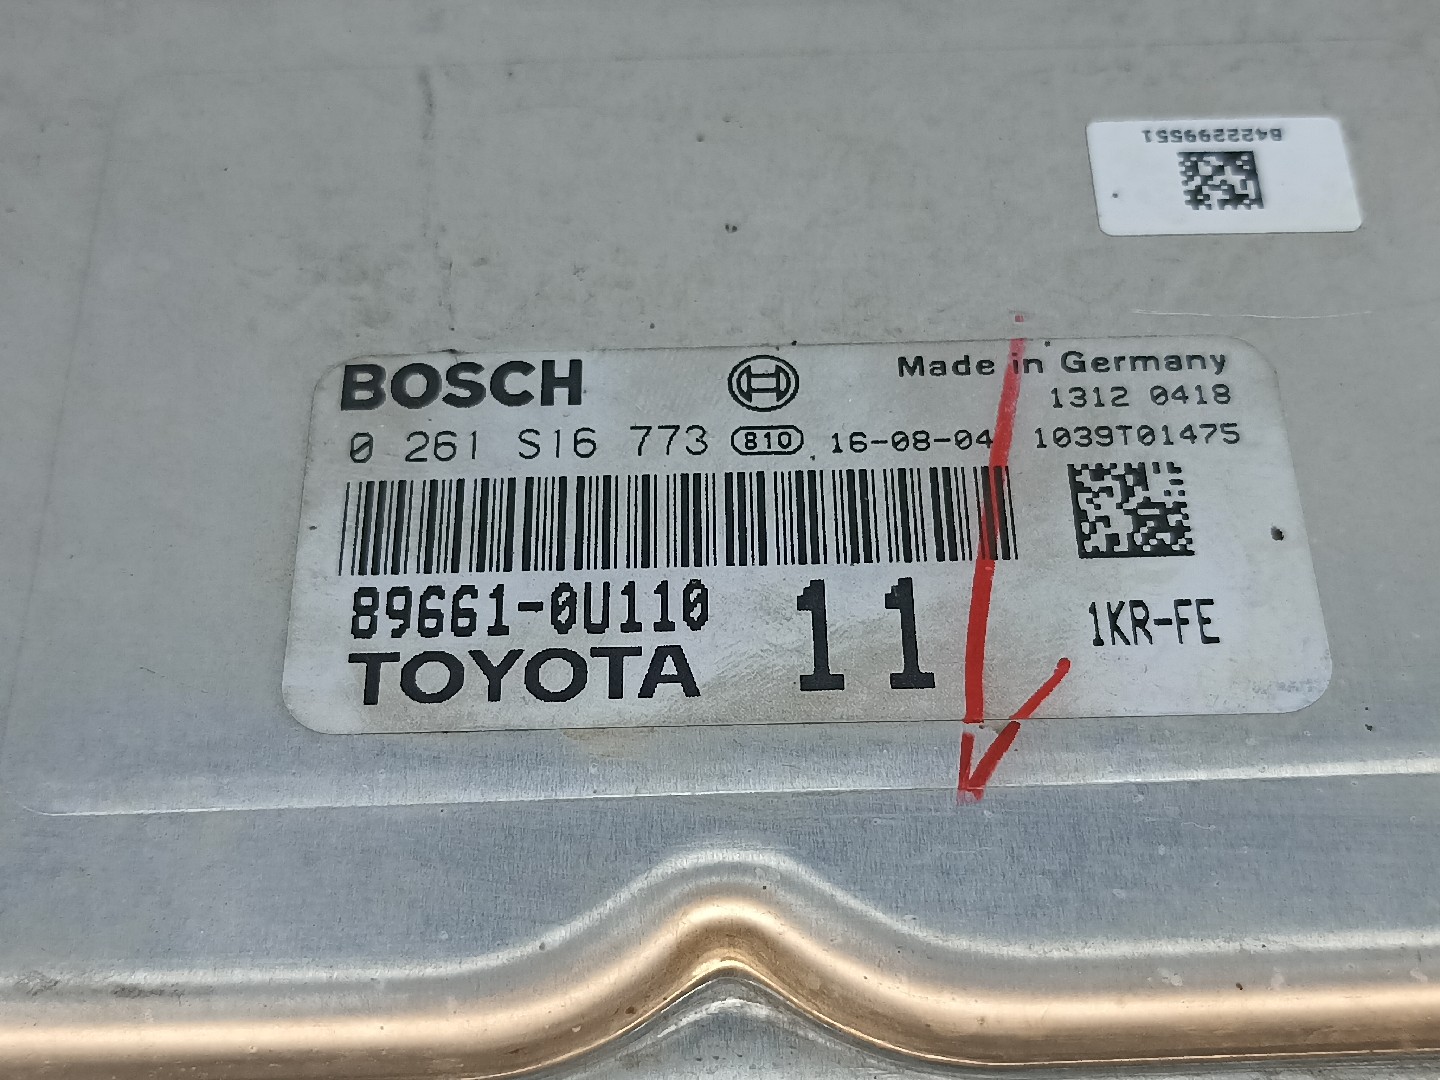 B4222299551
BOSCH
Made in Germany
1312 0418
0 261 S16 773 810 16-08-04 1039T01475
89661-0U110
TOYOTA
11
1KR-FE